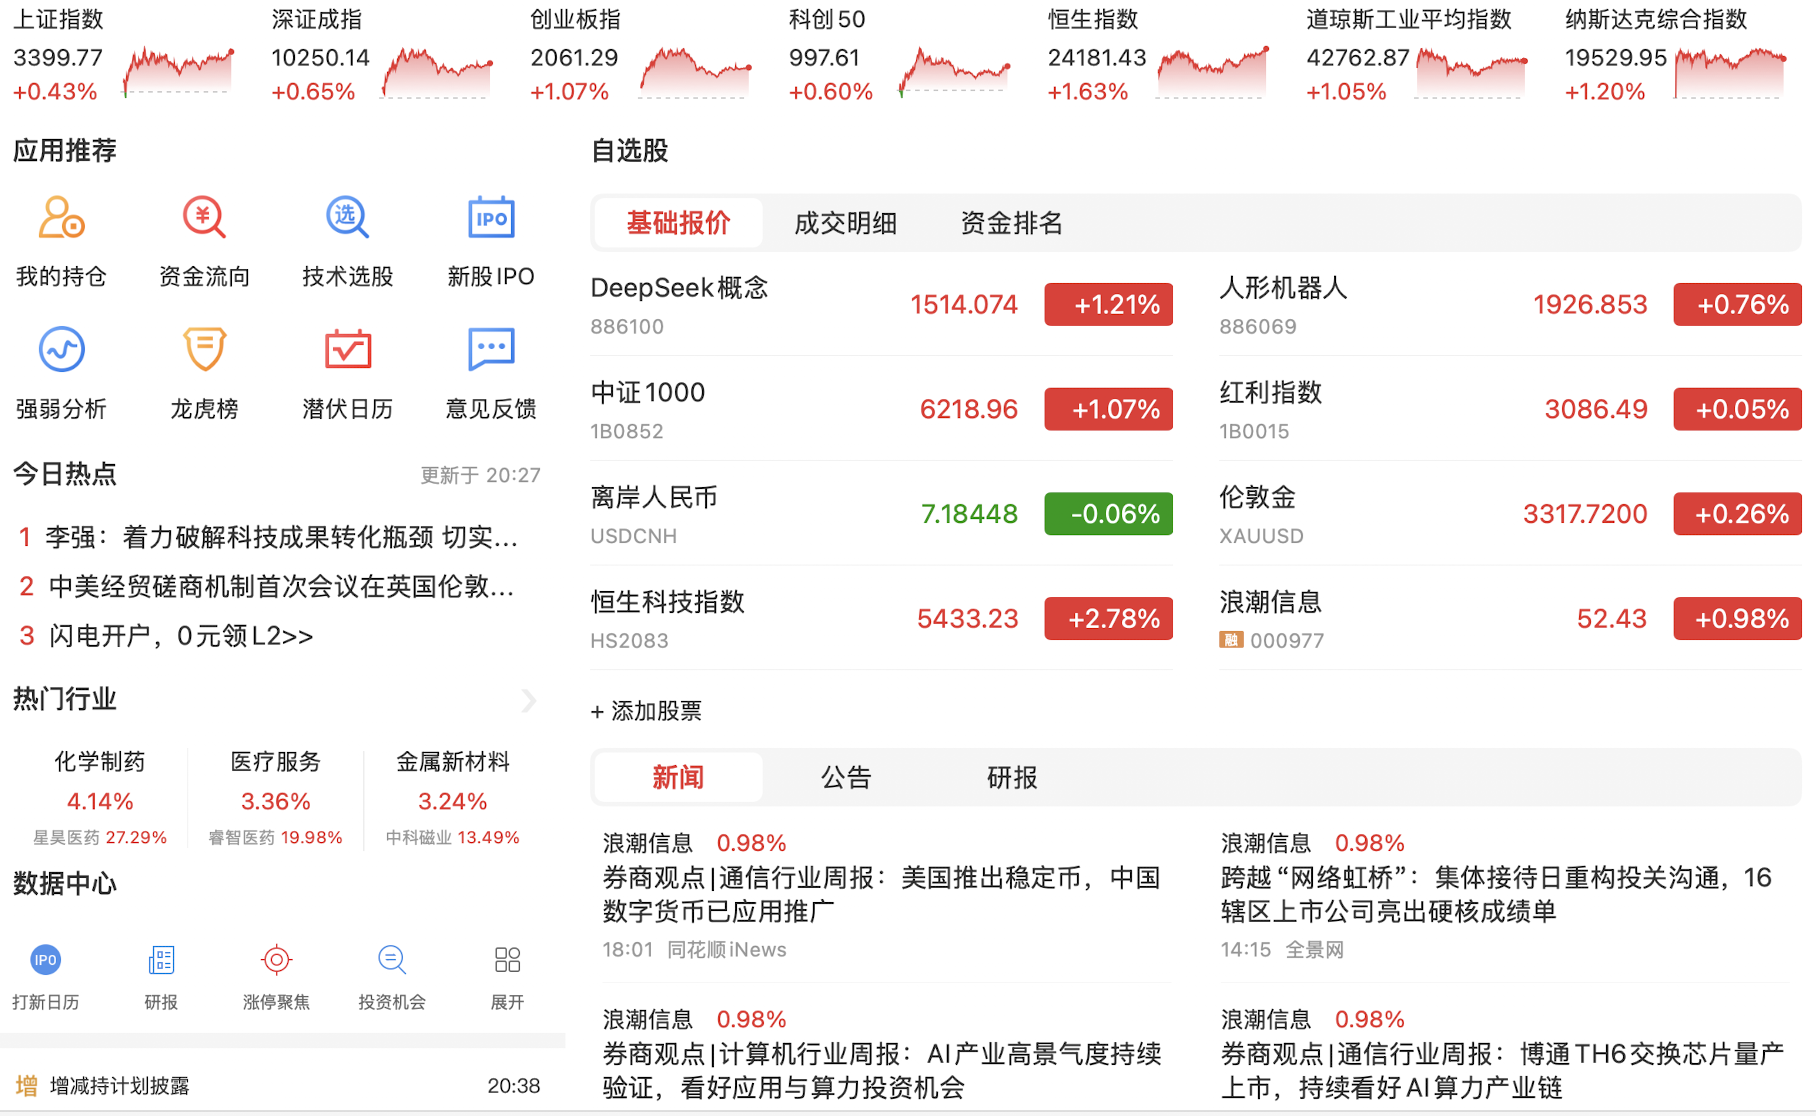 上证指数
3399.77
+0.43%
深证成指
10250.14
+0.65%
创业板指
2061.29
+1.07%
科创50
997.61
+0.60%
恒生指数
24181.43
+1.63%
道琼斯工业平均指数
42762.87
+1.05%
纳斯达克综合指数
19529.95
+1.20%
应用推荐
我的持仓
¥
资金流向
选
技术选股
IPO
新股IPO
强弱分析
龙虎榜
潜伏日历
意见反馈
今日热点
更新于 20:27
1 李强：着力破解科技成果转化瓶颈 切实...
2 中美经贸磋商机制首次会议在英国伦敦...
3 闪电开户，0元领L2>>
热门行业
化学制药
4.14%
星昊医药 27.29%
医疗服务
3.36%
睿智医药 19.98%
金属新材料
3.24%
中科磁业 13.49%
数据中心
IPO
打新日历
研报
涨停聚焦
投资机会
展开
增 增减持计划披露 20:38
自选股
基础报价 成交明细 资金排名
DeepSeek概念
886100
1514.074
+1.21%
人形机器人
886069
1926.853
+0.76%
中证1000
1B0852
6218.96
+1.07%
红利指数
1B0015
3086.49
+0.05%
离岸人民币
USDCNH
7.18448
-0.06%
伦敦金
XAUUSD
3317.7200
+0.26%
恒生科技指数
HS2083
5433.23
+2.78%
浪潮信息
融 000977
52.43
+0.98%
+ 添加股票
新闻 公告 研报
浪潮信息 0.98%
券商观点|通信行业周报：美国推出稳定币，中国
数字货币已应用推广
18:01 同花顺iNews
浪潮信息 0.98%
跨越“网络虹桥”：集体接待日重构投关沟通，16
辖区上市公司亮出硬核成绩单
14:15 全景网
浪潮信息 0.98%
券商观点|计算机行业周报：AI产业高景气度持续
验证，看好应用与算力投资机会
浪潮信息 0.98%
券商观点|通信行业周报：博通TH6交换芯片量产
上市，持续看好AI算力产业链